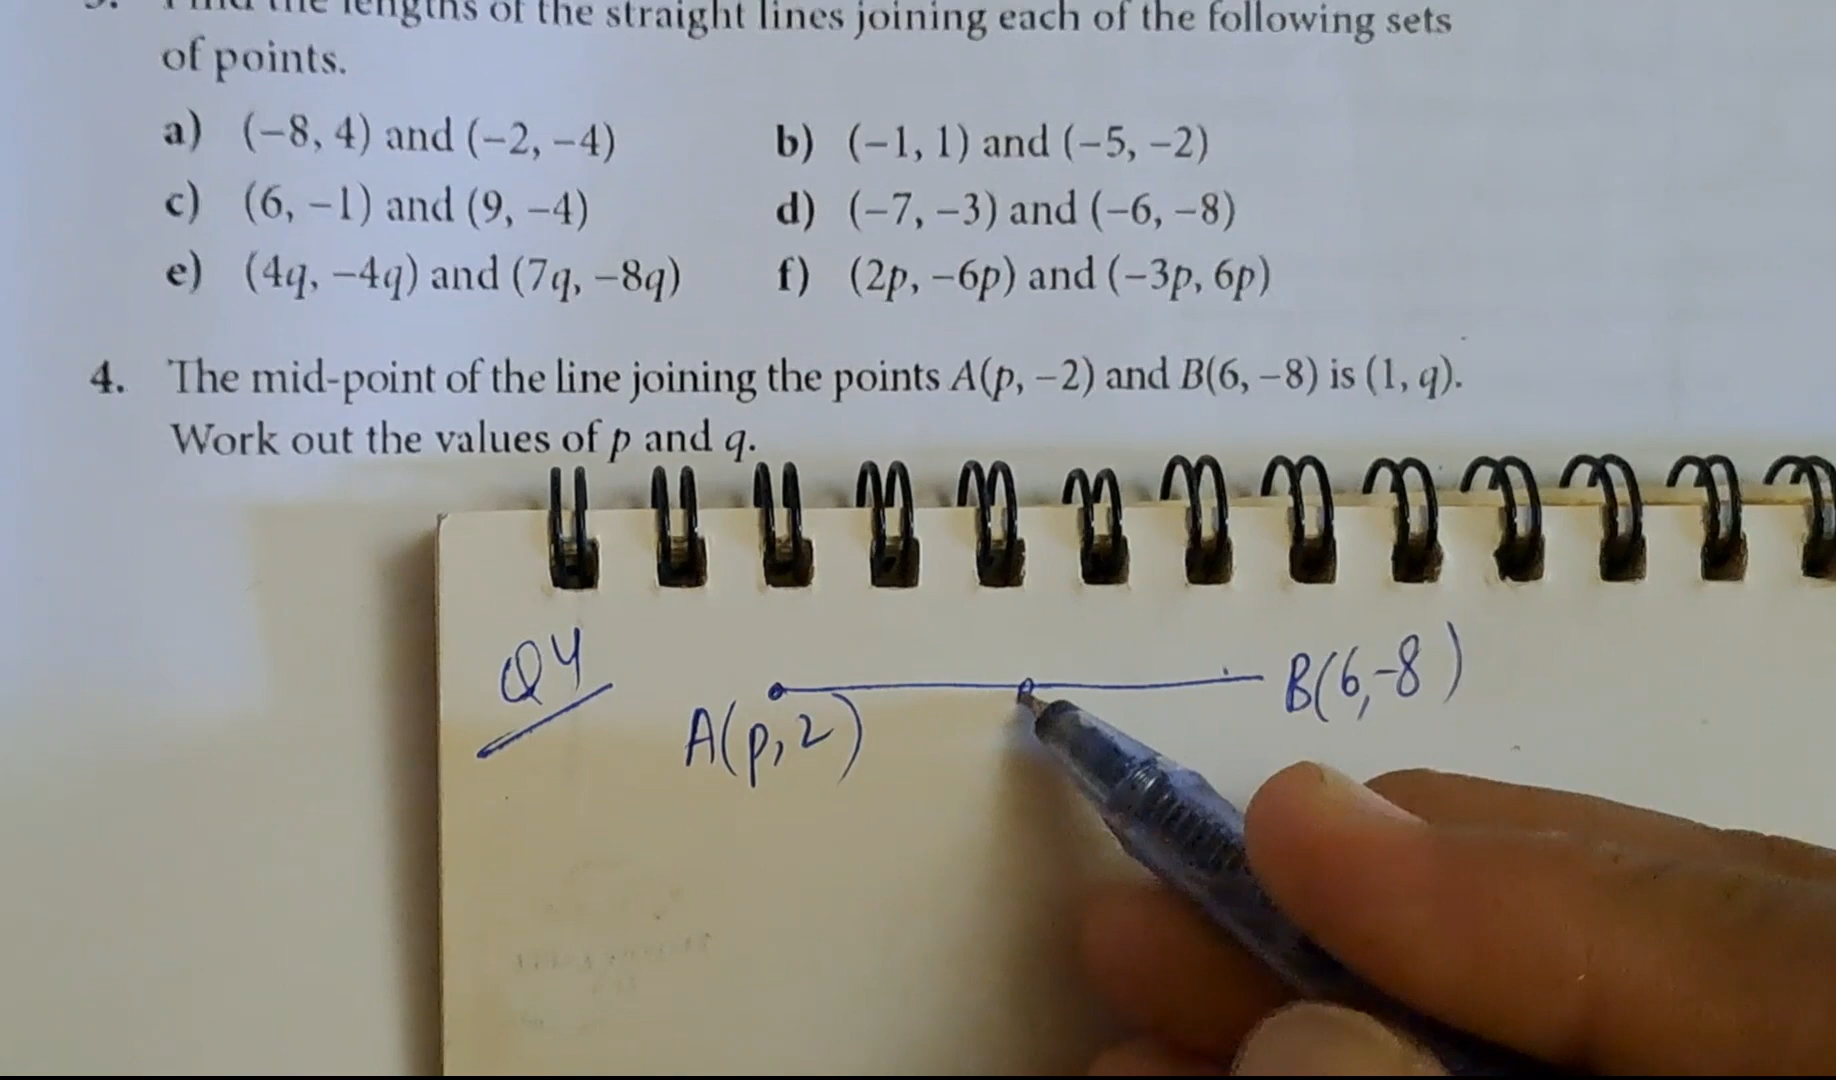 Find the lengths of the straight lines joining each of the following sets
of points.
a) (−8, 4) and (−2, −4) b) (−1, 1) and (−5, −2)
c) (6, −1) and (9, −4) d) (−7, −3) and (−6, −8)
e) (4q, −4q) and (7q, −8q) f) (2p, −6p) and (−3p, 6p)
4. The mid-point of the line joining the points A(p, −2) and B(6, −8) is (1, q).
Work out the values of p and q.
Q4
A(p,2)
B(6,-8)